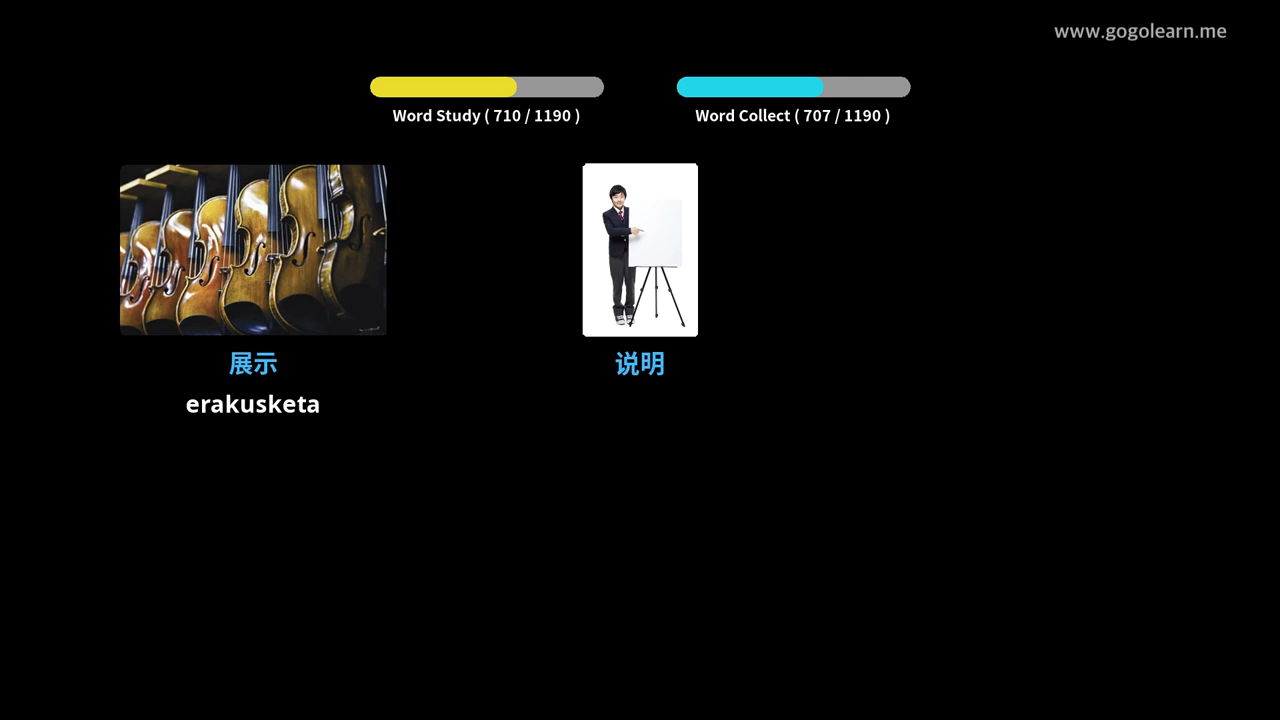 www.gogolearn.me
Word Study ( 710 / 1190 )
Word Collect ( 707 / 1190 )
展示
erakusketa
说明